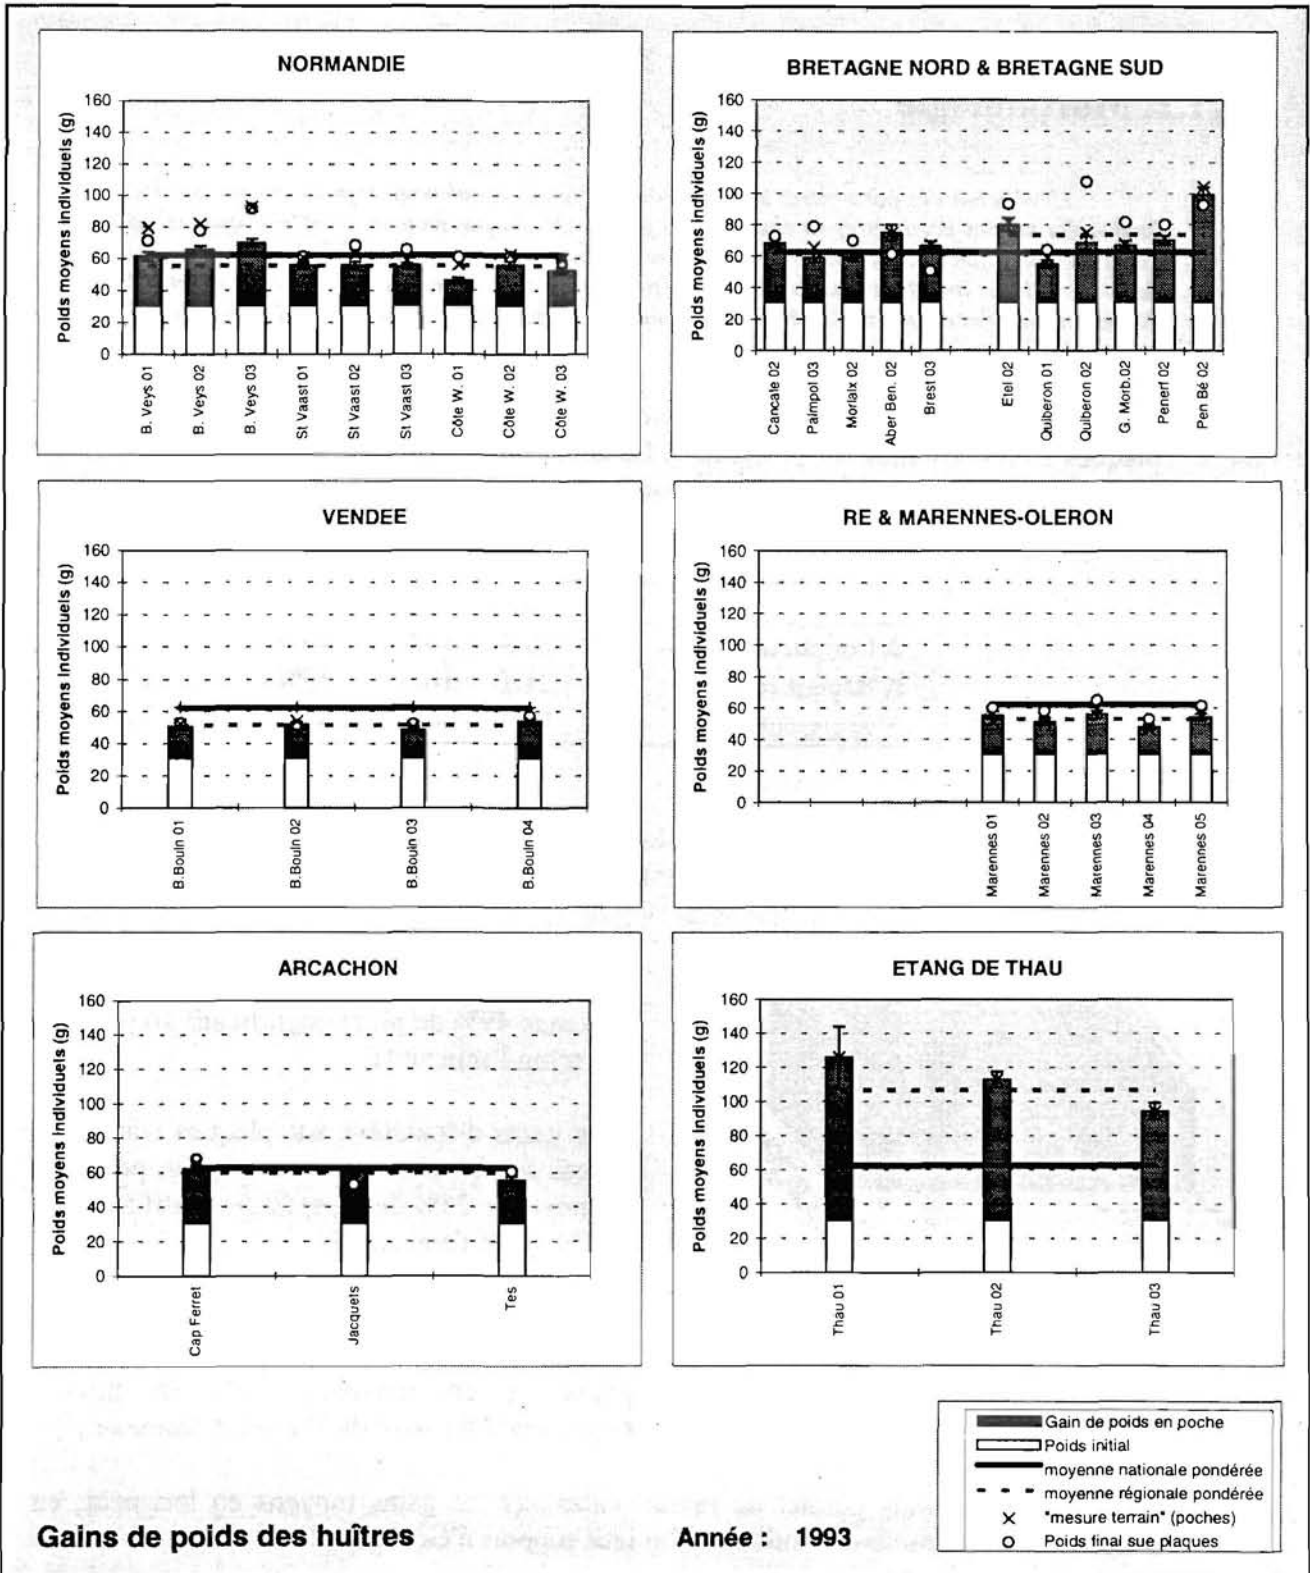 NORMANDIE
Poids moyens individuels (g)
160
140
120
100
80
60
40
20
0
B. Veys 01
B. Veys 02
B. Veys 03
St Vaast 01
St Vaast 02
St Vaast 03
Côte W. 01
Côte W. 02
Côte W. 03
BRETAGNE NORD & BRETAGNE SUD
Poids moyens individuels (g)
160
140
120
100
80
60
40
20
0
Cancale 02
Paimpol 03
Morlaix 02
Aber Ben. 02
Brest 03
Etel 02
Quiberon 01
Quiberon 02
G. Morb.02
Penerf 02
Pen Bé 02
VENDEE
Poids moyens individuels (g)
160
140
120
100
80
60
40
20
0
B.Bouin 01
B.Bouin 02
B.Bouin 03
B.Bouin 04
RE & MARENNES-OLERON
Poids moyens individuels (g)
160
140
120
100
80
60
40
20
0
Marennes 01
Marennes 02
Marennes 03
Marennes 04
Marennes 05
ARCACHON
Poids moyens individuels (g)
160
140
120
100
80
60
40
20
0
Cap Ferret
Jacquets
Tes
ETANG DE THAU
Poids moyens individuels (g)
160
140
120
100
80
60
40
20
0
Thau 01
Thau 02
Thau 03
Gain de poids en poche
Poids initial
moyenne nationale pondérée
moyenne régionale pondérée
"mesure terrain" (poches)
Poids final sue plaques
Gains de poids des huîtres
Année : 1993